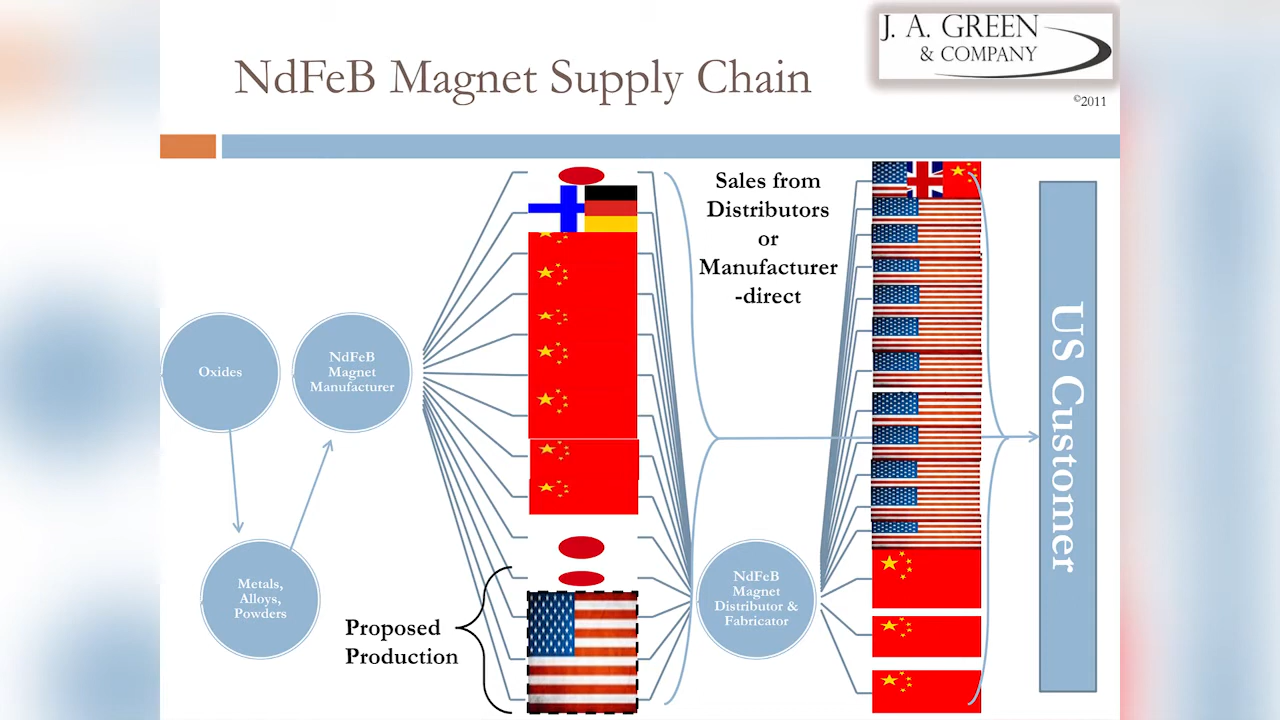 J. A. GREEN
& COMPANY
NdFeB Magnet Supply Chain
©2011
Sales from
Distributors
or
Manufacturer
-direct
Oxides
NdFeB
Magnet
Manufacturer
Metals,
Alloys,
Powders
Proposed
Production
NdFeB
Magnet
Distributor &
Fabricator
US Customer